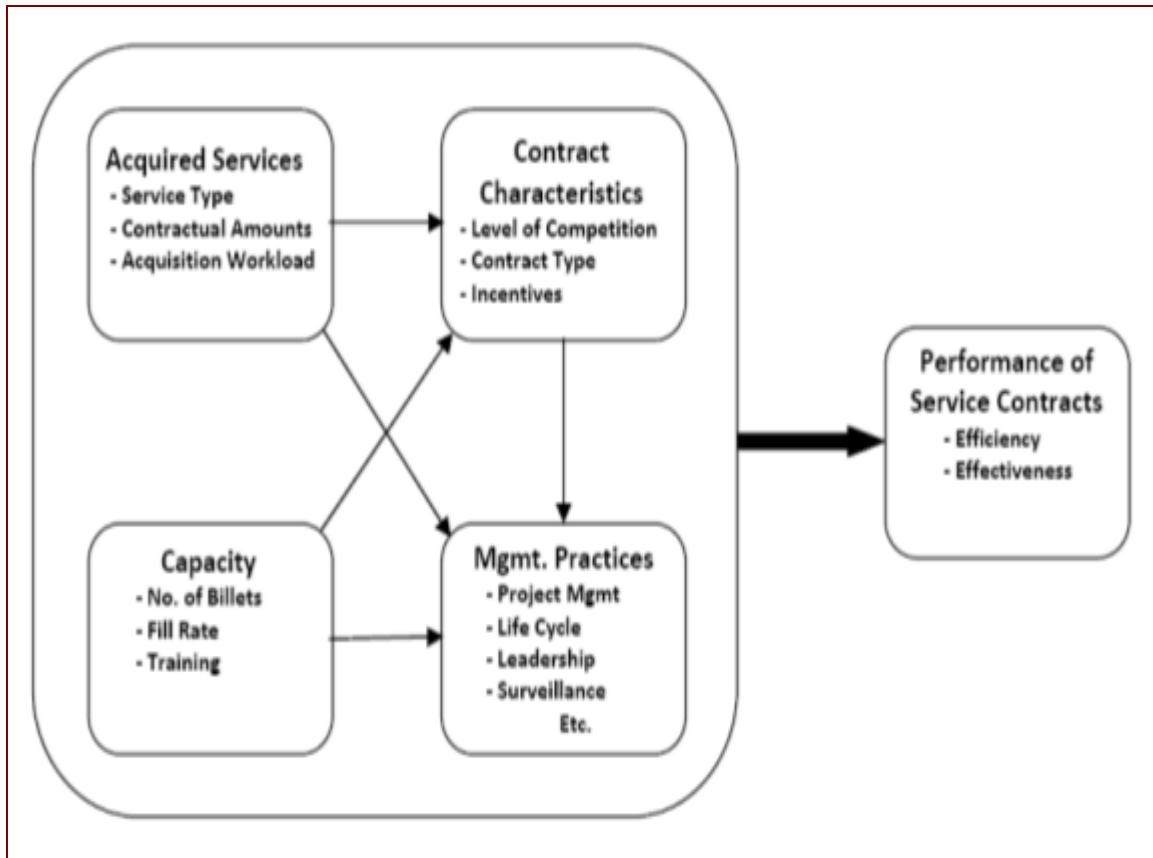 Acquired Services
- Service Type
- Contractual Amounts
- Acquisition Workload
Contract
Characteristics
- Level of Competition
- Contract Type
- Incentives
Capacity
- No. of Billets
- Fill Rate
- Training
Mgmt. Practices
- Project Mgmt
- Life Cycle
- Leadership
- Surveillance
Etc.
Performance of
Service Contracts
- Efficiency
- Effectiveness